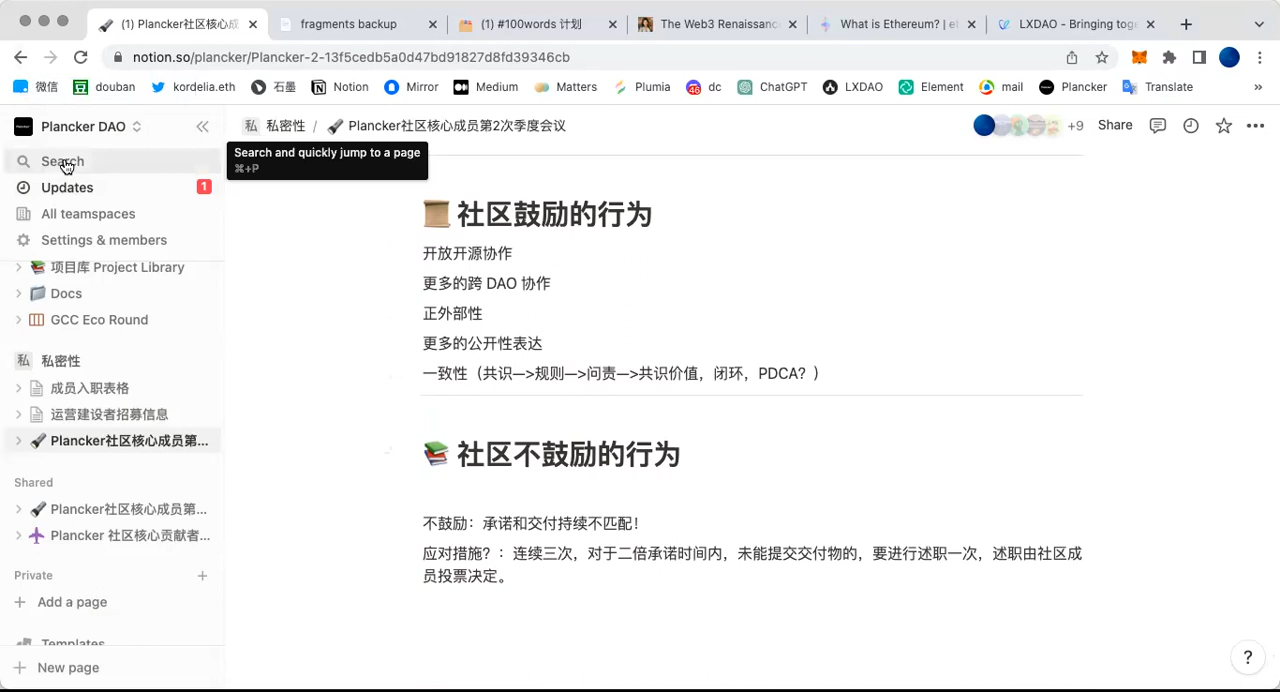 (1) Plancker社区核心成
fragments backup
(1) #100words 计划
The Web3 Renaissanc
What is Ethereum? | et
LXDAO - Bringing toge
notion.so/plancker/Plancker-2-13f5cedb5a0d47bd91827d8fd39346cb
微信
douban
kordelia.eth
石墨
Notion
Mirror
Medium
Matters
Plumia
46
dc
ChatGPT
LXDAO
Element
mail
Plancker
Translate
»
Plancker DAO
私 私密性 / Plancker社区核心成员第2次季度会议
+9
Share
Search
Search and quickly jump to a page
⌘+P
Updates
1
All teamspaces
Settings & members
项目库 Project Library
Docs
GCC Eco Round
私 私密性
成员入职表格
运营建设者招募信息
Plancker社区核心成员第...
Shared
Plancker社区核心成员第...
Plancker 社区核心贡献者...
Private
Add a page
Templates
New page
社区鼓励的行为
开放开源协作
更多的跨 DAO 协作
正外部性
更多的公开性表达
一致性（共识—>规则—>问责—>共识价值，闭环，PDCA？）
社区不鼓励的行为
不鼓励：承诺和交付持续不匹配！
应对措施？：连续三次，对于二倍承诺时间内，未能提交交付物的，要进行述职一次，述职由社区成
员投票决定。
?